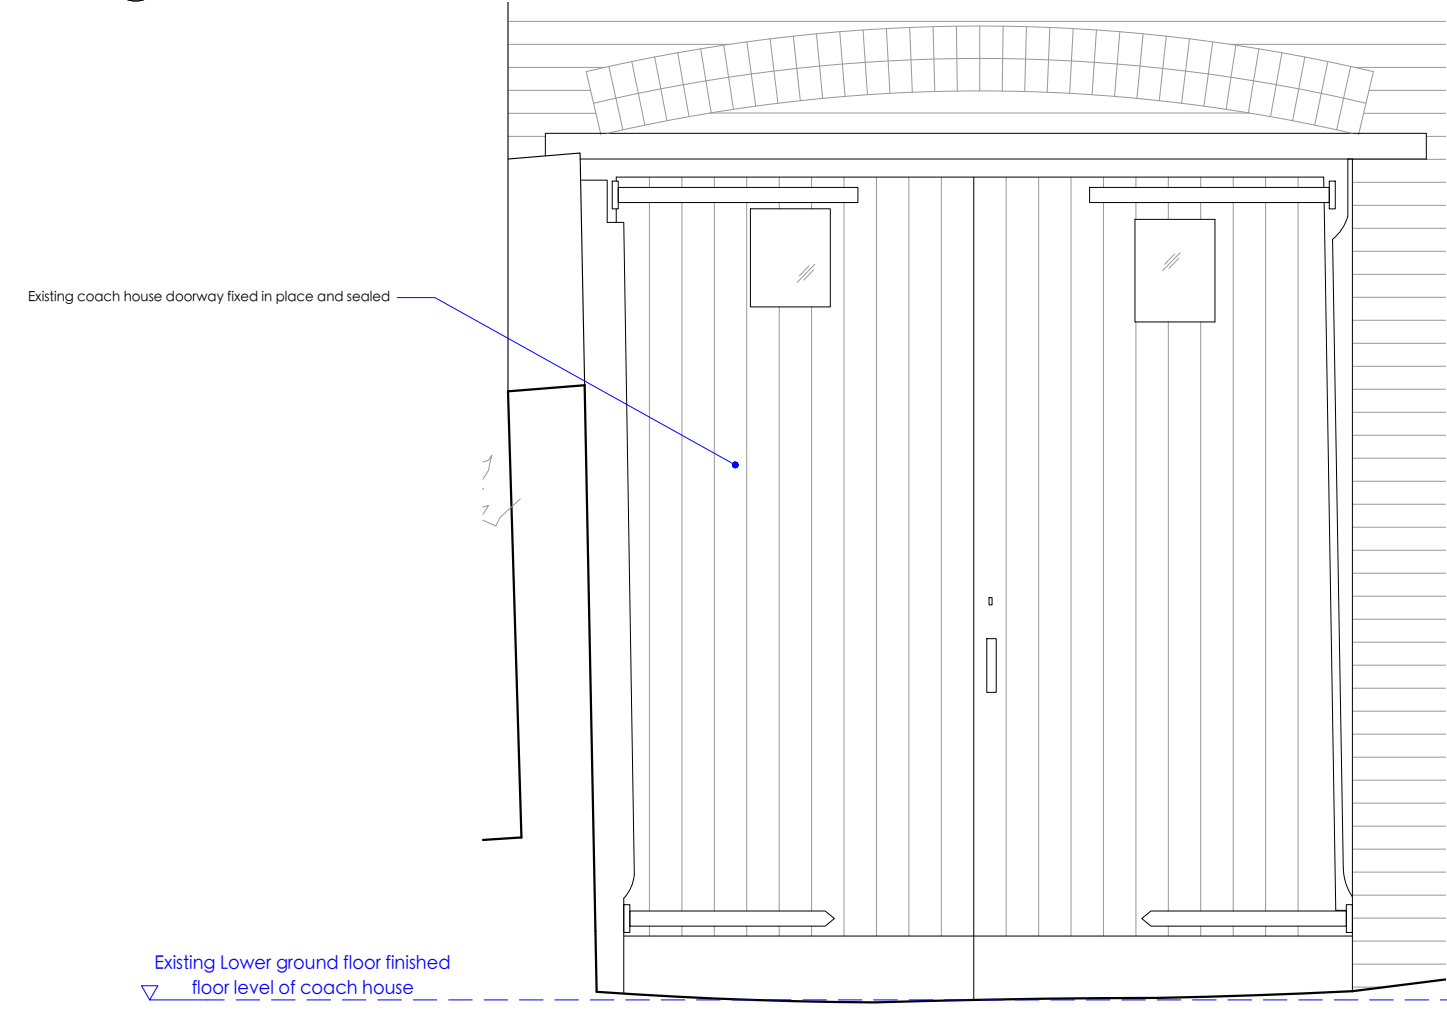 Existing coach house doorway fixed in place and sealed
Existing Lower ground floor finished
floor level of coach house